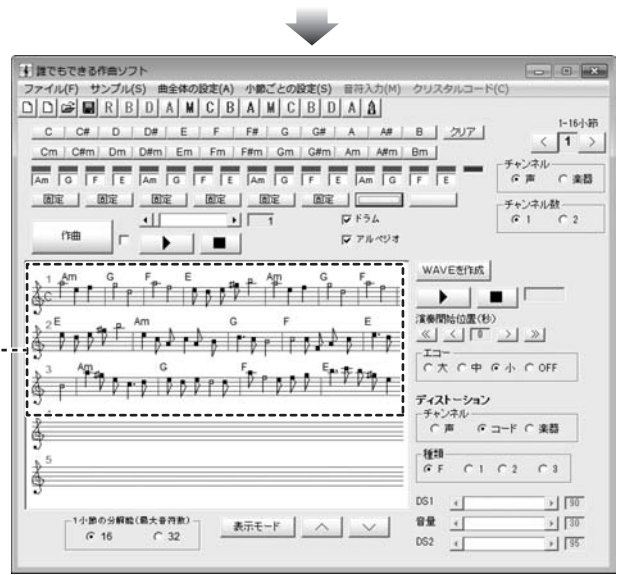 誰でもできる作曲ソフト
ファイル(F) サンプル(S) 曲全体の設定(A) 小節ごとの設定(S) 音符入力(M) クリスタルコード(C)
R B D A M C B A M C B D A
C C# D D# E F F# G G# A A# B クリア
1-16小節
< 1 >
Cm C#m Dm D#m Em Fm F#m Gm G#m Am A#m Bm
チャンネル
声 楽器
Am G F E Am G F E Am G F E Am G F E
固定 固定 固定 固定 固定 固定
チャンネル数
1 2
1 ドラム
作曲 アルペジオ
WAVEを作成
1 Am G F E Am G F
2 E Am G F E
3 Am G F E
4
5
演奏開始位置(秒)
≪ < 0 > ≫
エコー
大 中 小 OFF
ディストーション
チャンネル
声 コード 楽器
種類
F 1 2 3
DS1 90
音量 30
DS2 95
1小節の分解能(最大音符数)
16 32
表示モード